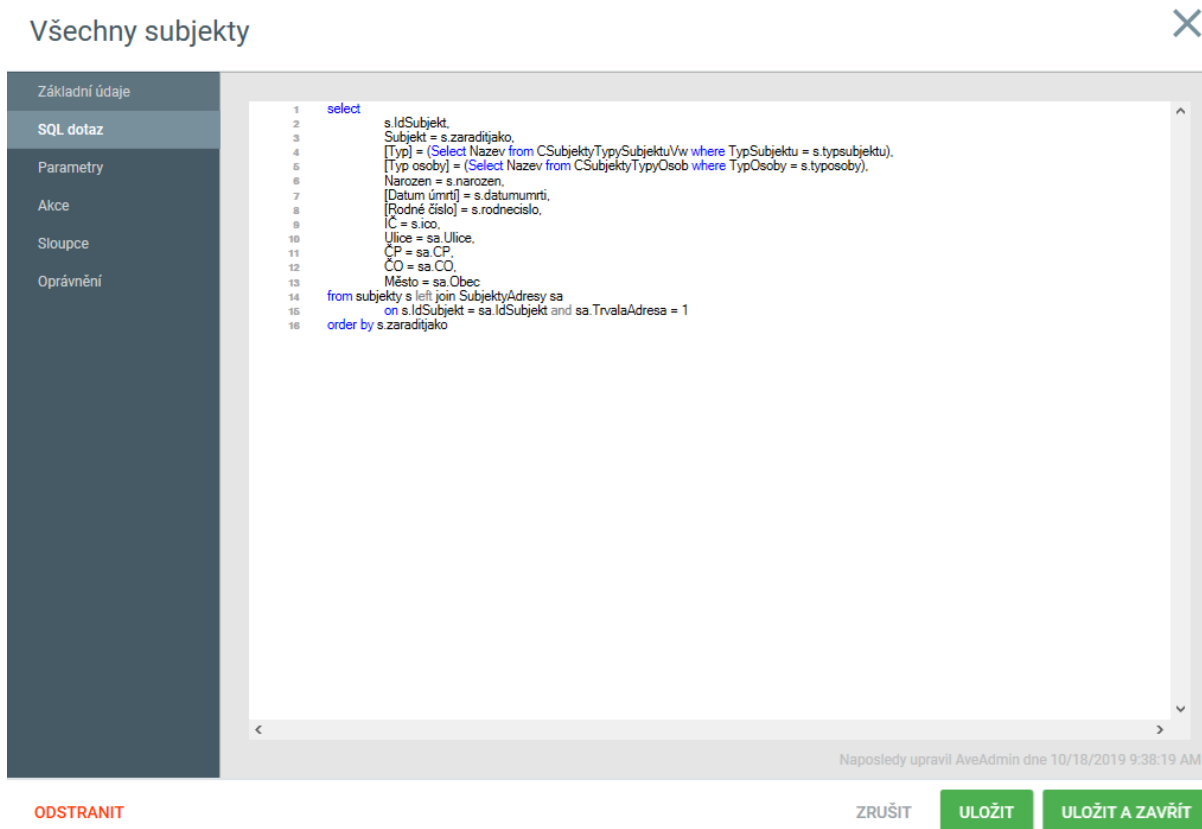 Všechny subjekty
Základní údaje
SQL dotaz
Parametry
Akce
Sloupce
Oprávnění
1 select
2 s.IdSubjekt,
3 Subjekt = s.zaraditjako,
4 [Typ] = (Select Nazev from CSubjektyTypySubjektuVw where TypSubjektu = s.typsubjektu),
5 [Typ osoby] = (Select Nazev from CSubjektyTypyOsob where TypOsoby = s.typosoby),
6 Narozen = s.narozen,
7 [Datum úmrtí] = s.datumumrti,
8 [Rodné číslo] = s.rodnecislo,
9 IČ = s.ico,
10 Ulice = sa.Ulice,
11 ČP = sa.CP,
12 ČO = sa.CO,
13 Město = sa.Obec
14 from subjekty s left join SubjektyAdresy sa
15 on s.IdSubjekt = sa.IdSubjekt and sa.TrvalaAdresa = 1
16 order by s.zaraditjako
Naposledy upravil AveAdmin dne 10/18/2019 9:38:19 AM
ODSTRANIT ZRUŠIT ULOŽIT ULOŽIT A ZAVŘÍT